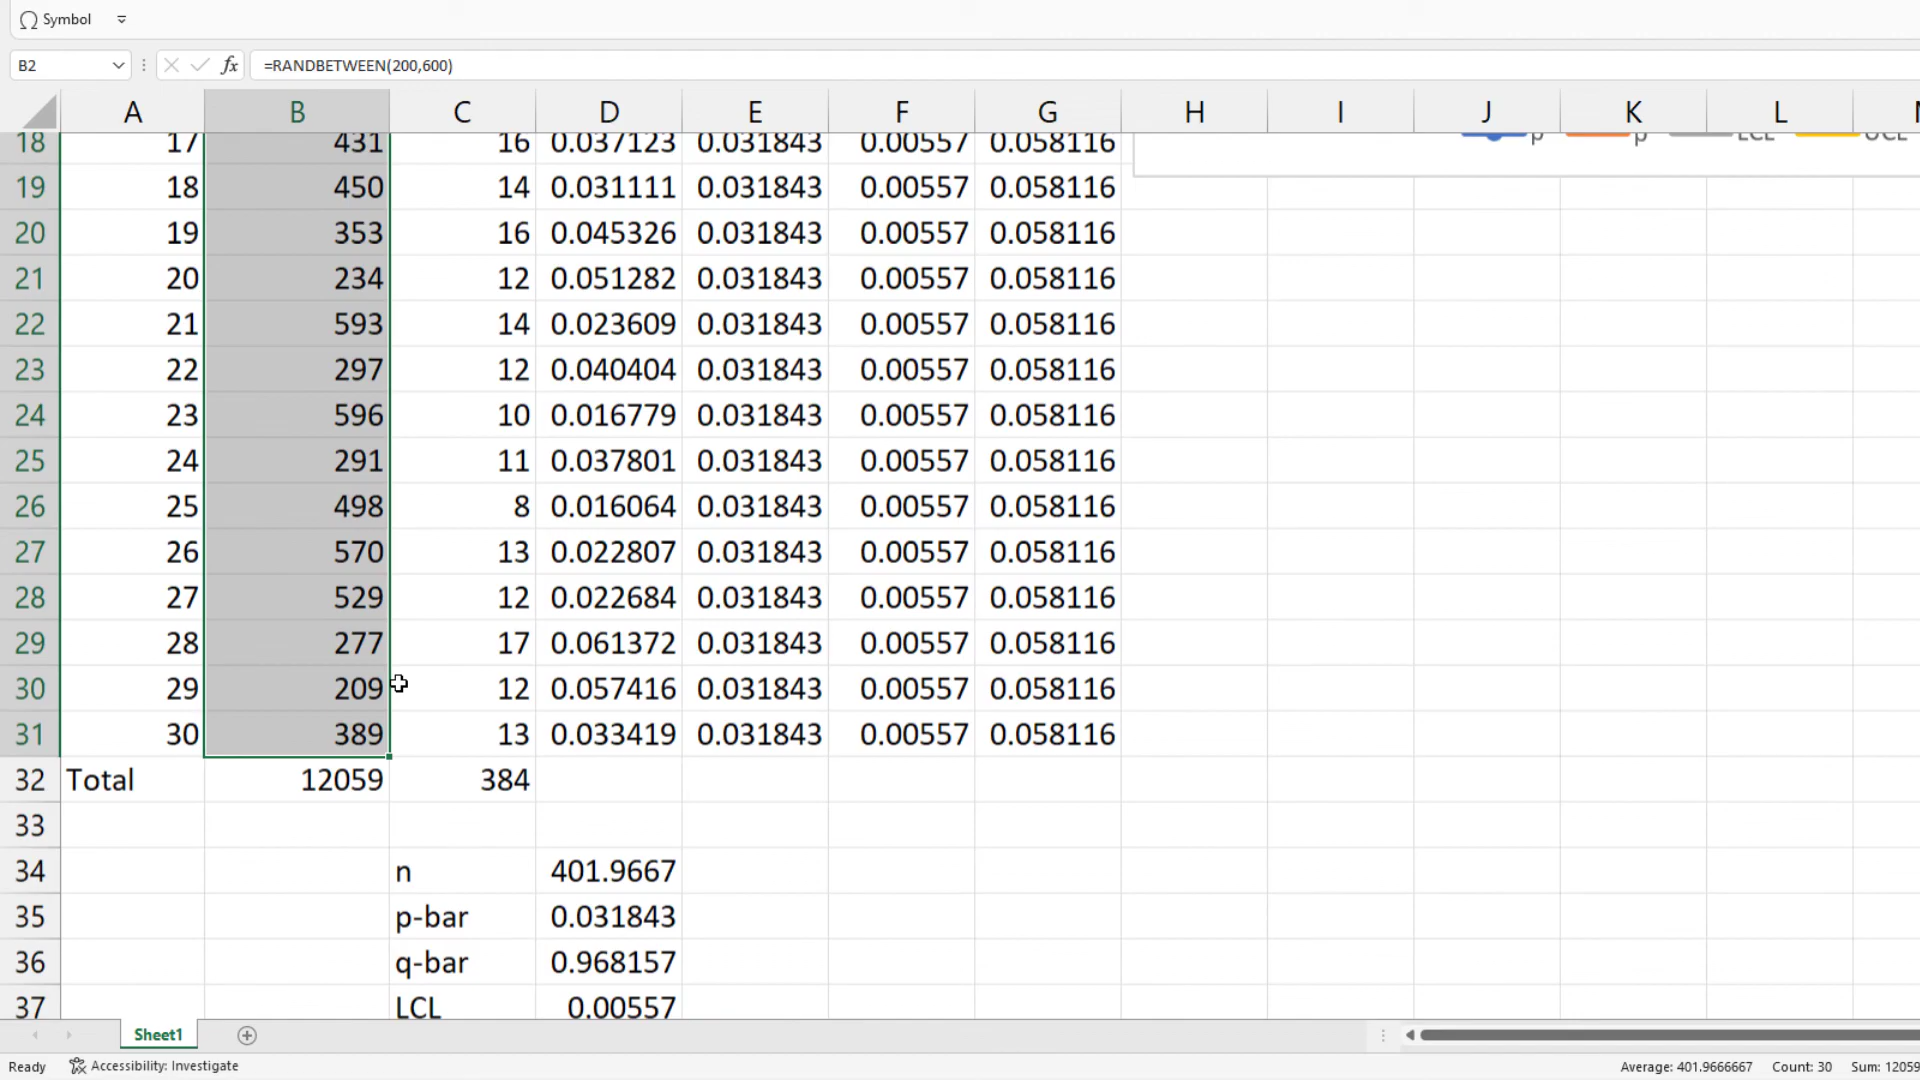 Symbol
B2 fx =RANDBETWEEN(200,600)
A B C D E F G H I J K L
18 17 431 16 0.037123 0.031843 0.00557 0.058116 p p LCL UCL
19 18 450 14 0.031111 0.031843 0.00557 0.058116
20 19 353 16 0.045326 0.031843 0.00557 0.058116
21 20 234 12 0.051282 0.031843 0.00557 0.058116
22 21 593 14 0.023609 0.031843 0.00557 0.058116
23 22 297 12 0.040404 0.031843 0.00557 0.058116
24 23 596 10 0.016779 0.031843 0.00557 0.058116
25 24 291 11 0.037801 0.031843 0.00557 0.058116
26 25 498 8 0.016064 0.031843 0.00557 0.058116
27 26 570 13 0.022807 0.031843 0.00557 0.058116
28 27 529 12 0.022684 0.031843 0.00557 0.058116
29 28 277 17 0.061372 0.031843 0.00557 0.058116
30 29 209 12 0.057416 0.031843 0.00557 0.058116
31 30 389 13 0.033419 0.031843 0.00557 0.058116
32 Total 12059 384
33
34 n 401.9667
35 p-bar 0.031843
36 q-bar 0.968157
37 LCL 0.00557
Sheet1
Ready Accessibility: Investigate Average: 401.9666667 Count: 30 Sum: 12059